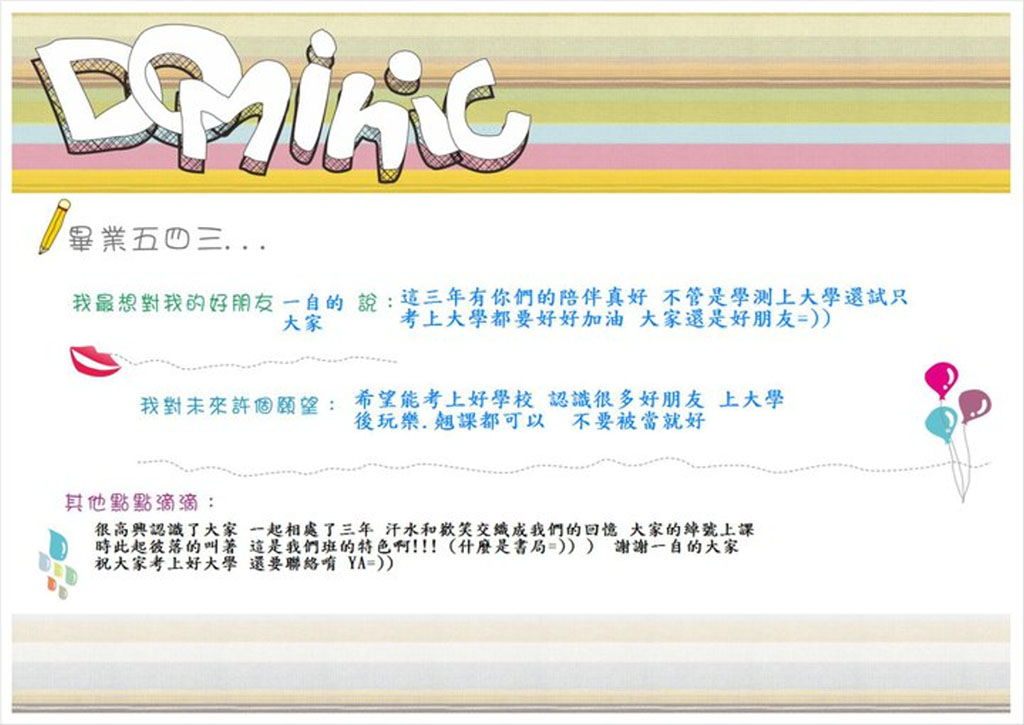 DOMiNiC
畢業五四三...
我最想對我的好朋友 一自的大家 說：這三年有你們的陪伴真好 不管是學測上大學還試只
考上大學都要好好加油 大家還是好朋友=))
我對未來許個願望： 希望能考上好學校 認識很多好朋友 上大學
後玩樂.翹課都可以 不要被當就好
其他點點滴滴：
很高興認識了大家 一起相處了三年 汗水和歡笑交織成我們的回憶 大家的綽號上課
時此起彼落的叫著 這是我們班的特色啊!!! (什麼是書局=)) ) 謝謝一自的大家
祝大家考上好大學 還要聯絡唷 YA=))